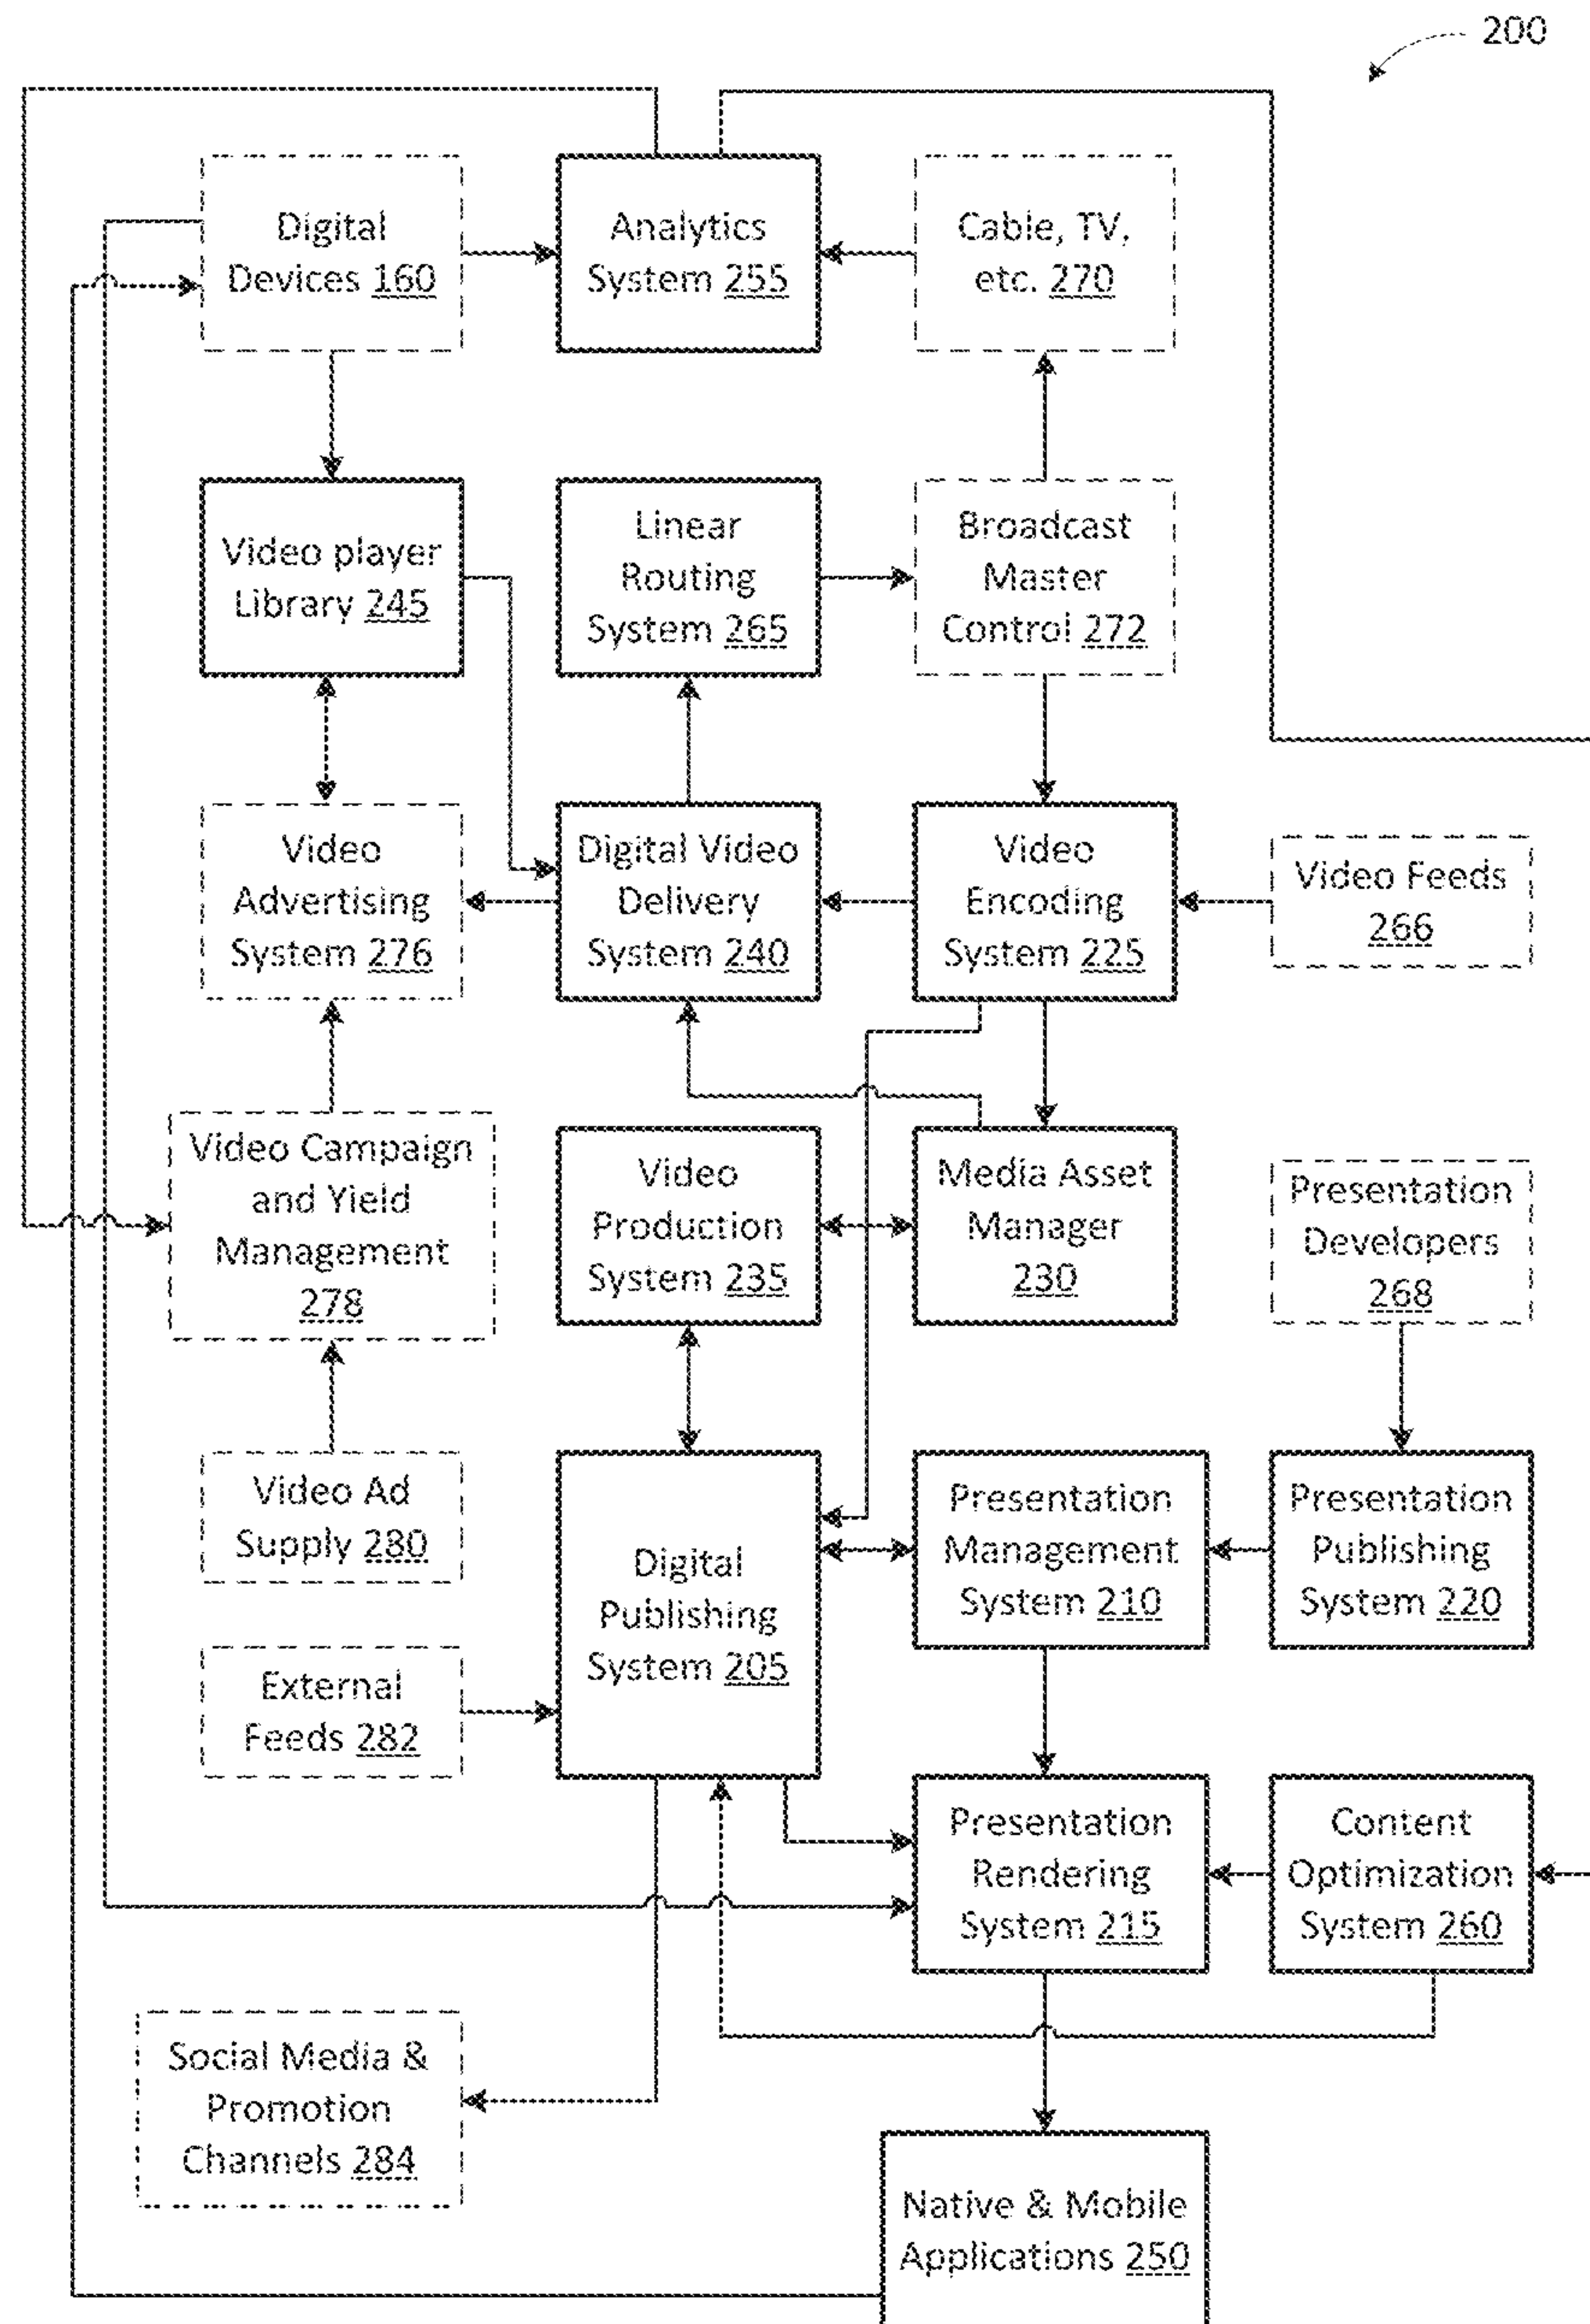 200
Digital
Devices 160
Analytics
System 255
Cable, TV,
etc. 270
Video player
Library 245
Linear
Routing
System 265
Broadcast
Master
Control 272
Video
Advertising
System 276
Digital Video
Delivery
System 240
Video
Encoding
System 225
Video Feeds
266
Video Campaign
and Yield
Management
278
Video
Production
System 235
Media Asset
Manager
230
Presentation
Developers
268
Video Ad
Supply 280
External
Feeds 282
Digital
Publishing
System 205
Presentation
Management
System 210
Presentation
Publishing
System 220
Presentation
Rendering
System 215
Content
Optimization
System 260
Social Media &
Promotion
Channels 284
Native & Mobile
Applications 250